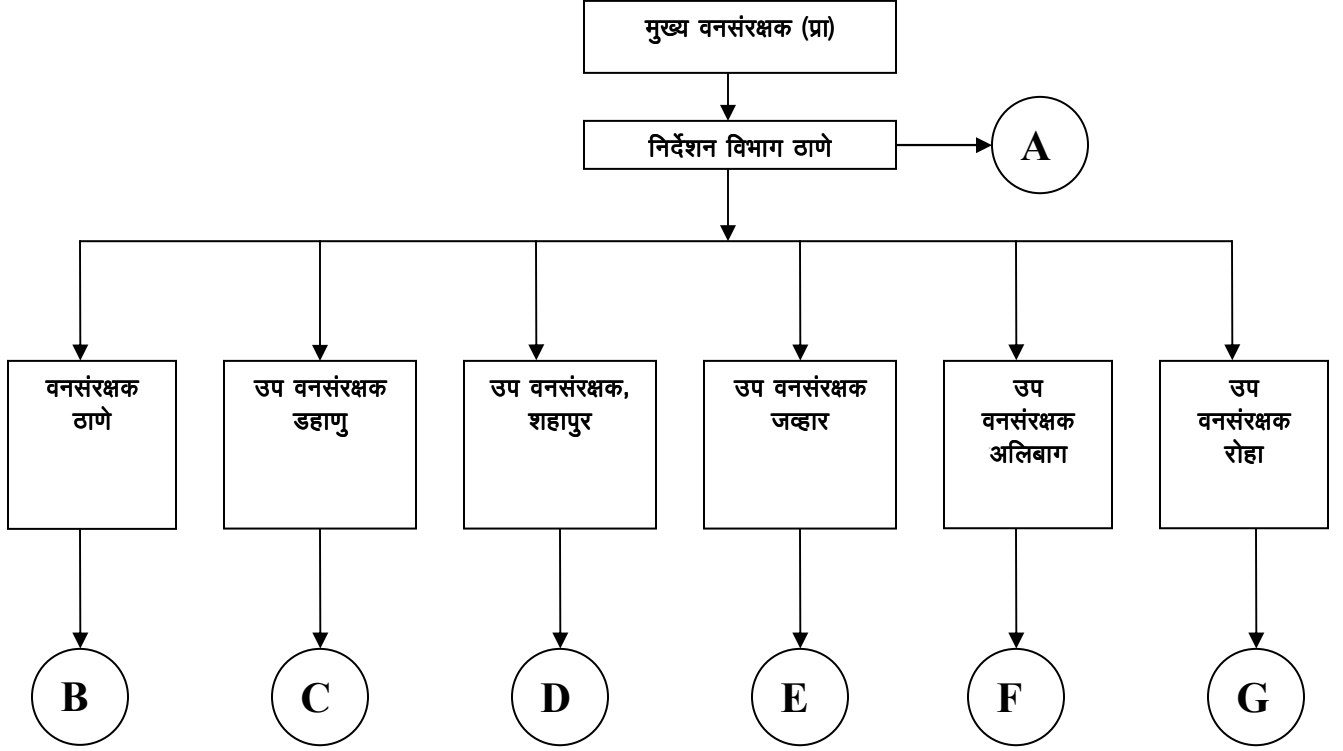 मुख्य वनसंरक्षक (प्रा)
निर्देशन विभाग ठाणे
A
वनसंरक्षक
ठाणे
उप वनसंरक्षक
डहाणु
उप वनसंरक्षक,
शहापुर
उप वनसंरक्षक
जव्हार
उप
वनसंरक्षक
अलिबाग
उप
वनसंरक्षक
रोहा
B
C
D
E
F
G